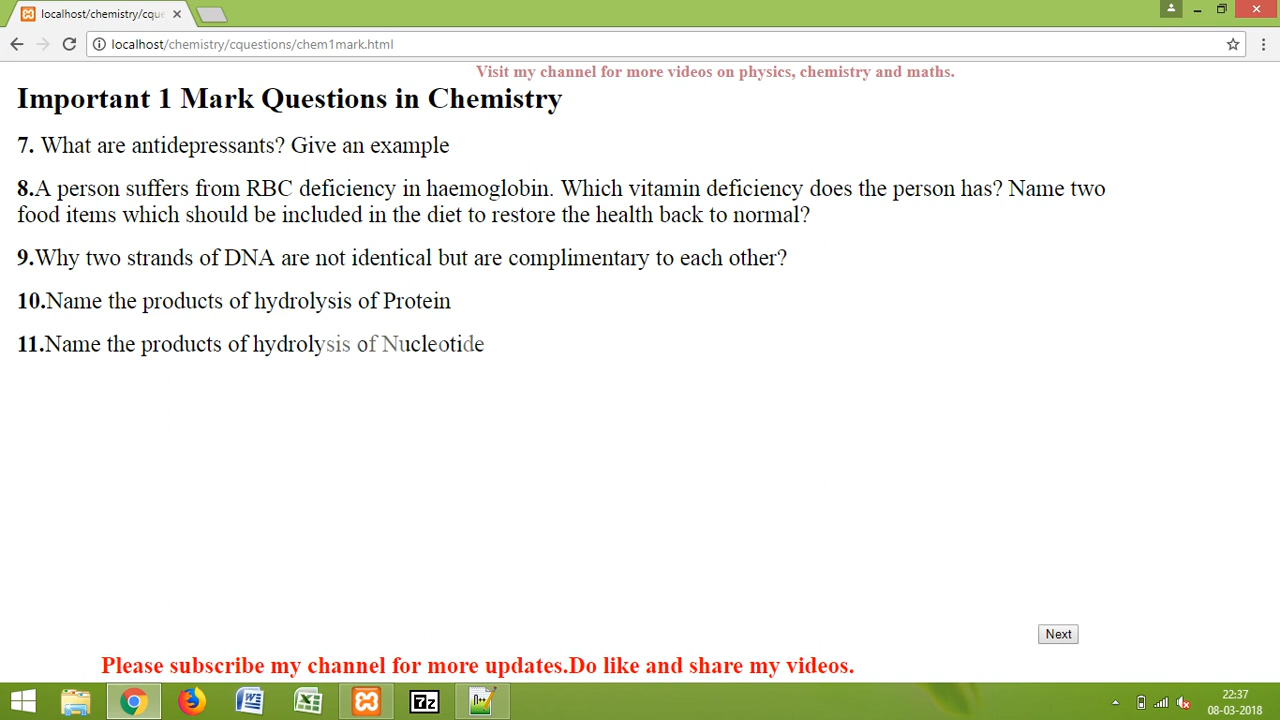 localhost/chemistry/cque
localhost/chemistry/cquestions/chem1mark.html
Visit my channel for more videos on physics, chemistry and maths.
Important 1 Mark Questions in Chemistry
7. What are antidepressants? Give an example
8.A person suffers from RBC deficiency in haemoglobin. Which vitamin deficiency does the person has? Name two
food items which should be included in the diet to restore the health back to normal?
9.Why two strands of DNA are not identical but are complimentary to each other?
10.Name the products of hydrolysis of Protein
11.Name the products of hydrolysis of Nucleotide
Next
Please subscribe my channel for more updates.Do like and share my videos.
7z
22:37
08-03-2018